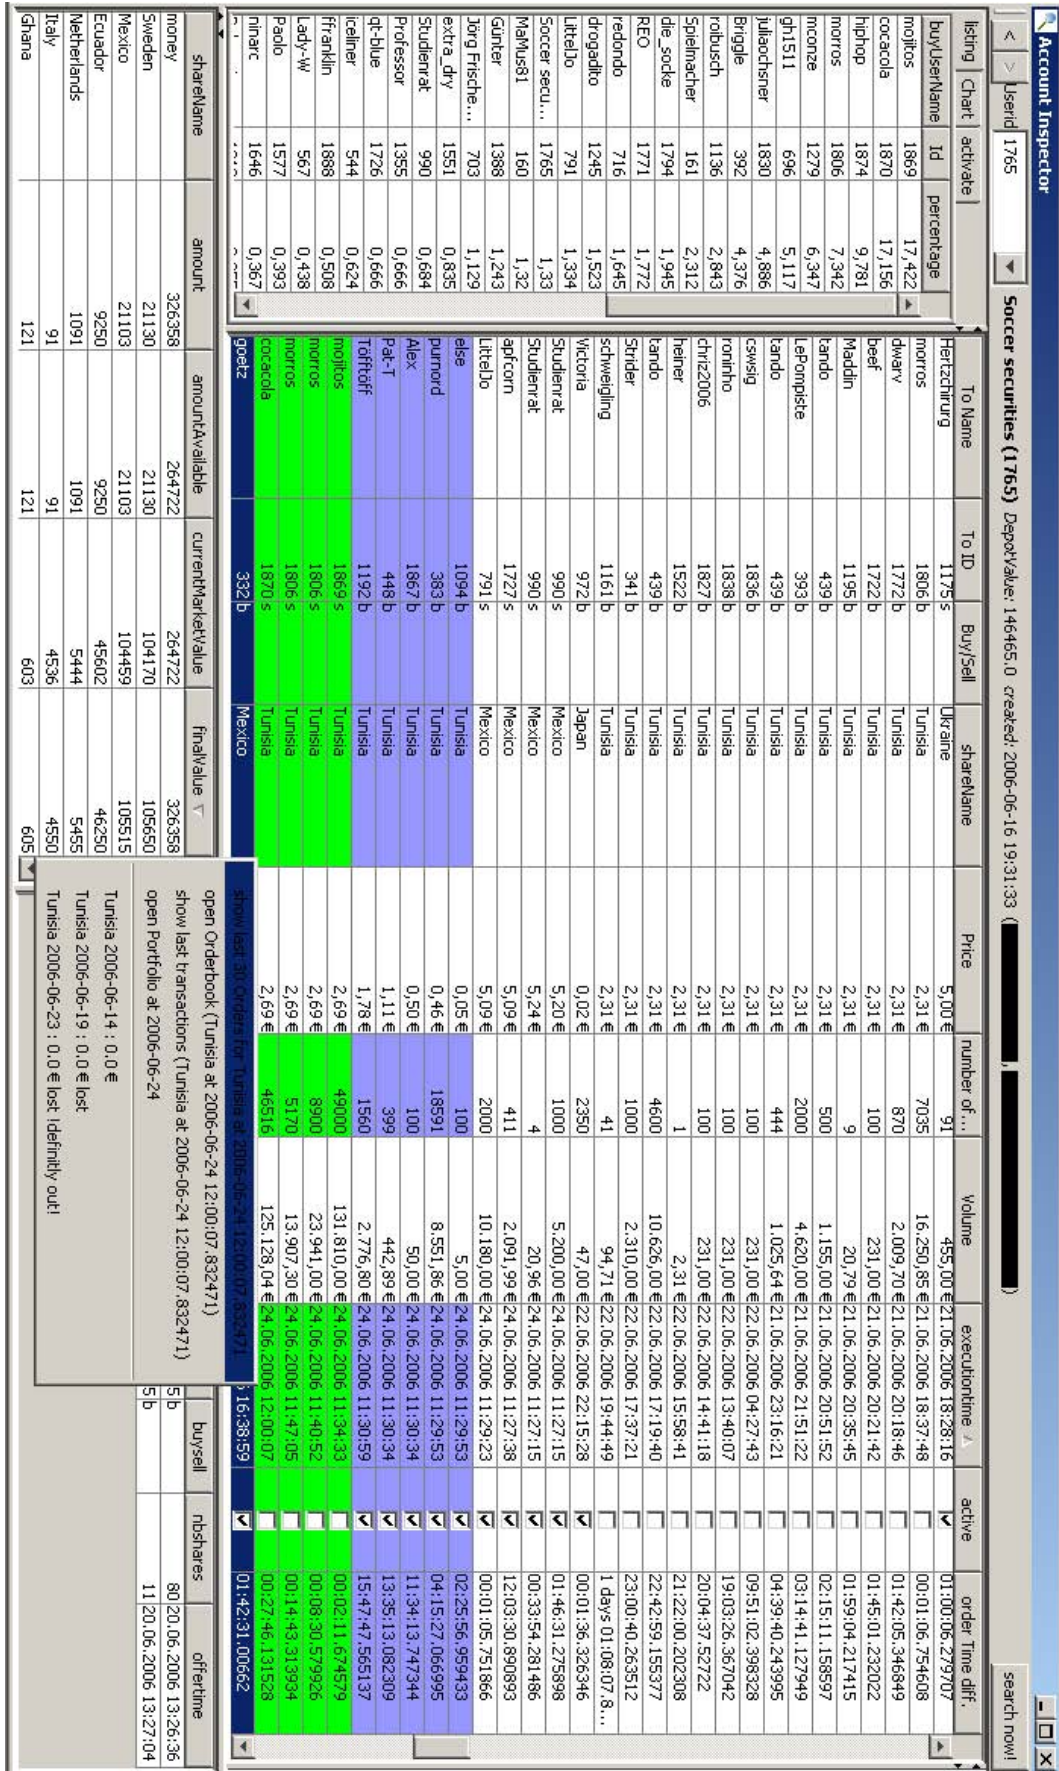 Account Inspector
< > Userid 1765 Soccer securities (1765) DepotValue: 146465.0 created: 2006-06-16 19:31:33 ( , ) search now!
listing Chart activate
buyUserName Id percentage
mojitos 1869 17,422
cocacola 1870 17,156
hiphop 1874 9,781
morros 1806 7,342
mconze 1279 6,347
gh1511 696 5,117
juliaochsner 1830 4,886
Briggle 392 4,376
roibusch 1136 2,843
Spielmacher 161 2,312
die_socke 1794 1,945
REO 1771 1,772
redondo 716 1,645
drogadito 1245 1,523
LittelJo 791 1,334
Soccer secu... 1765 1,33
MaMus81 160 1,32
Günter 1388 1,243
Jörg Frische... 703 1,129
extra_dry 1551 0,835
Studienrat 990 0,684
Professor 1355 0,666
qt-blue 1726 0,666
iceliner 544 0,624
ffranklin 1888 0,508
Lady-W 567 0,438
Paolo 1577 0,393
ninarc 1646 0,367
To Name To ID Buy/Sell shareName Price number of ... Volume executiontime active order Time diff.
Hertzchirurg 1175 s Ukraine 5,00 € 91 455,00 € 21.06.2006 18:28:16 01:00:06.279707
morros 1806 b Tunisia 2,31 € 7035 16.250,85 € 21.06.2006 18:37:48 00:01:06.754608
dwarv 1772 b Tunisia 2,31 € 870 2.009,70 € 21.06.2006 20:18:46 01:42:05.346849
beef 1722 b Tunisia 2,31 € 100 231,00 € 21.06.2006 20:21:42 01:45:01.232022
Maddin 1195 b Tunisia 2,31 € 9 20,79 € 21.06.2006 20:35:45 01:59:04.217415
tando 439 b Tunisia 2,31 € 500 1.155,00 € 21.06.2006 20:51:52 02:15:11.158597
LePompiste 393 b Tunisia 2,31 € 2000 4.620,00 € 21.06.2006 21:51:22 03:14:41.127949
tando 439 b Tunisia 2,31 € 444 1.025,64 € 21.06.2006 23:16:21 04:39:40.243995
cswsig 1836 b Tunisia 2,31 € 100 231,00 € 22.06.2006 04:27:43 09:51:02.398328
roninho 1838 b Tunisia 2,31 € 100 231,00 € 22.06.2006 13:40:07 19:03:26.367042
chriz2006 1827 b Tunisia 2,31 € 100 231,00 € 22.06.2006 14:41:18 20:04:37.52722
heiner 1522 b Tunisia 2,31 € 1 2,31 € 22.06.2006 15:58:41 21:22:00.202308
tando 439 b Tunisia 2,31 € 4600 10.626,00 € 22.06.2006 17:19:40 22:42:59.155377
Strider 341 b Tunisia 2,31 € 1000 2.310,00 € 22.06.2006 17:37:21 23:00:40.263512
schweigling 1161 b Tunisia 2,31 € 41 94,71 € 22.06.2006 19:44:49 1 days 01:08:07.8...
Victoria 972 b Japan 0,02 € 2350 47,00 € 22.06.2006 22:15:28 00:01:36.326346
Studienrat 990 s Mexico 5,20 € 1000 5.200,00 € 24.06.2006 11:27:15 01:46:31.275898
Studienrat 990 s Mexico 5,24 € 4 20,96 € 24.06.2006 11:27:15 00:33:54.281486
apfcorn 1727 s Mexico 5,09 € 411 2.091,99 € 24.06.2006 11:27:38 12:03:30.890893
LittelJo 791 s Mexico 5,09 € 2000 10.180,00 € 24.06.2006 11:29:23 00:01:05.751866
else 1094 b Tunisia 0,05 € 100 5,00 € 24.06.2006 11:29:53 02:25:56.959433
purnord 383 b Tunisia 0,46 € 18591 8.551,86 € 24.06.2006 11:29:53 04:15:27.066995
Alex 1867 b Tunisia 0,50 € 100 50,00 € 24.06.2006 11:30:34 11:34:13.747344
Pat-T 448 b Tunisia 1,11 € 399 442,89 € 24.06.2006 11:30:34 13:35:13.082309
Töfftöff 1192 b Tunisia 1,78 € 1560 2.776,80 € 24.06.2006 11:30:59 15:47:47.565137
mojitos 1869 s Tunisia 2,69 € 49000 131.810,00 € 24.06.2006 11:34:33 00:02:11.674579
morros 1806 s Tunisia 2,69 € 8900 23.941,00 € 24.06.2006 11:40:52 00:08:30.579926
morros 1806 s Tunisia 2,69 € 5170 13.907,30 € 24.06.2006 11:47:05 00:14:43.313934
cocacola 1870 s Tunisia 2,69 € 46516 125.128,04 € 24.06.2006 12:00:07 00:27:46.131528
goetz 332 b Mexico 16:38:59 01:42:31.00662
show last 30 Orders for Tunisia at 2006-06-24 12:00:07.832471
open Orderbook (Tunisia at 2006-06-24 12:00:07.832471)
show last transactions (Tunisia at 2006-06-24 12:00:07.832471)
open Portfolio at 2006-06-24
Tunisia 2006-06-14 : 0.0 €
Tunisia 2006-06-19 : 0.0 € lost
Tunisia 2006-06-23 : 0.0 € lost !definitly out!
shareName amount amountAvailable currentMarketValue finalValue
money 326358 264722 264722 326358
Sweden 21130 21130 104170 105650
Mexico 21103 21103 104459 105515
Ecuador 9250 9250 45602 46250
Netherlands 1091 1091 5444 5455
Italy 91 91 4536 4550
Ghana 121 121 603 605
buysell nbshares offertime
5 b 80 20.06.2006 13:26:36
5 b 11 20.06.2006 13:27:04